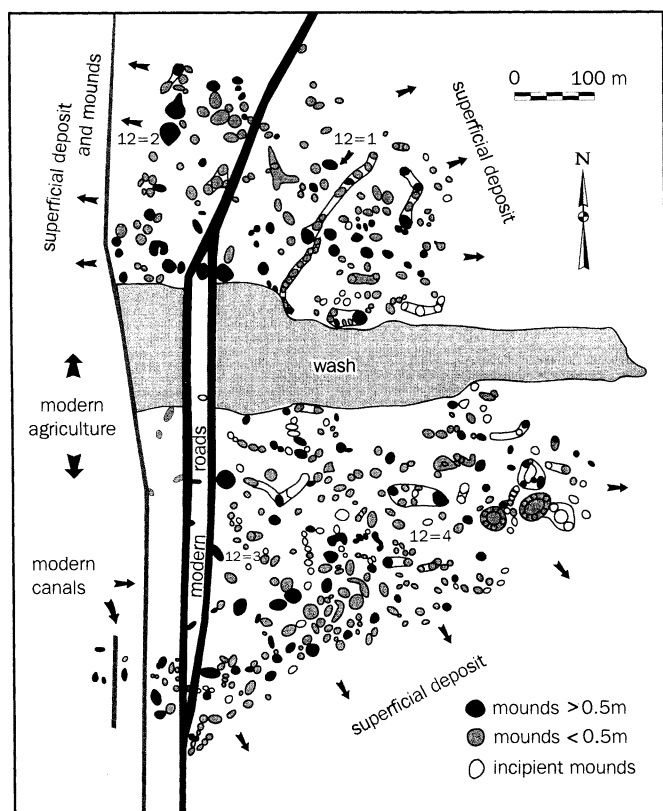 superficial deposit
and mounds
12=2
12=1
0 100 m
superficial
deposit
N
wash
modern
agriculture
roads
modern
12=3
12=4
modern
canals
superficial deposit
mounds >0.5m
mounds <0.5m
incipient mounds